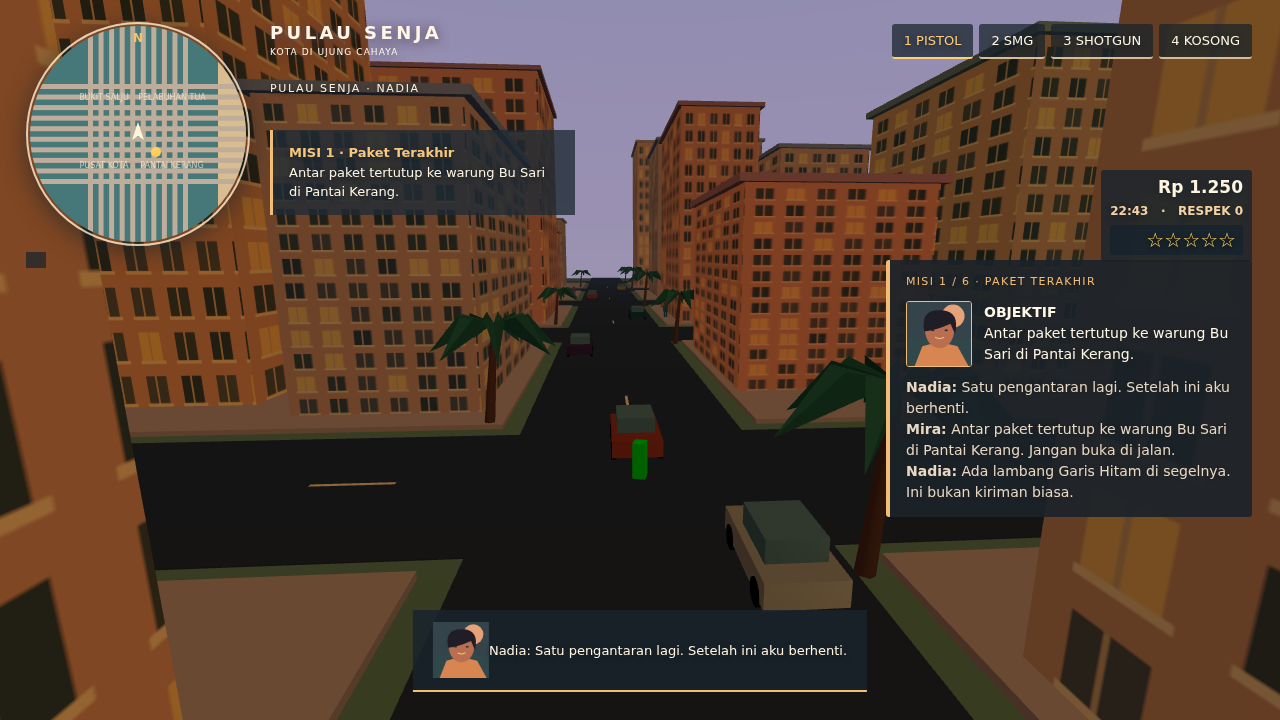 N
BUKIT SALJU
PELABUHAN TUA
PUSAT KOTA
PANTAI KERANG
PULAU SENJA
KOTA DI UJUNG CAHAYA
PULAU SENJA · NADIA
MISI 1 · Paket Terakhir
Antar paket tertutup ke warung Bu Sari
di Pantai Kerang.
1 PISTOL
2 SMG
3 SHOTGUN
4 KOSONG
Rp 1.250
22:43 · RESPEK 0
☆☆☆☆☆
MISI 1 / 6 · PAKET TERAKHIR
OBJEKTIF
Antar paket tertutup ke warung Bu
Sari di Pantai Kerang.
Nadia: Satu pengantaran lagi. Setelah ini aku
berhenti.
Mira: Antar paket tertutup ke warung Bu Sari
di Pantai Kerang. Jangan buka di jalan.
Nadia: Ada lambang Garis Hitam di segelnya.
Ini bukan kiriman biasa.
Nadia: Satu pengantaran lagi. Setelah ini aku berhenti.